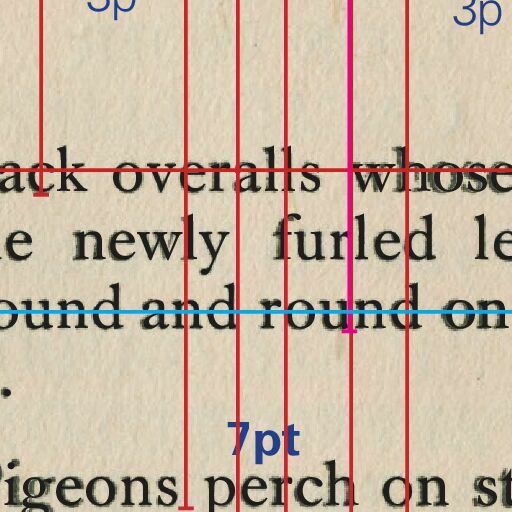 3p 3p
ack overalls whose
e newly furled le
ound and round on
.
7pt
igeons perch on st